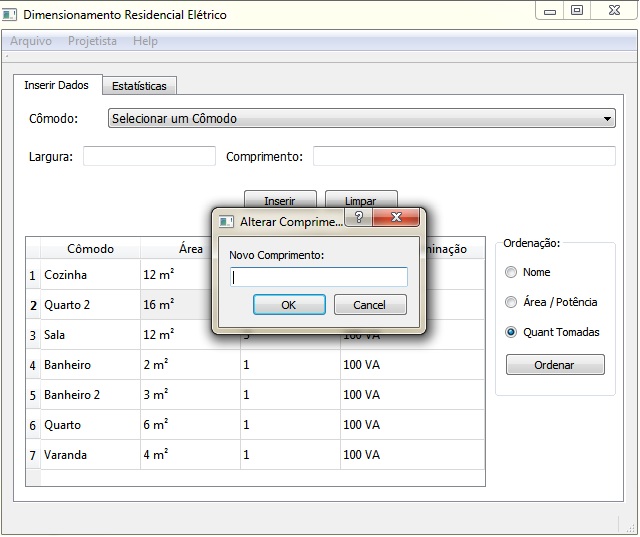 Dimensionamento Residencial Elétrico
Arquivo Projetista Help
Inserir Dados Estatísticas
Cômodo: Selecionar um Cômodo
Largura: Comprimento:
Inserir Limpar
Alterar Comprime...
Novo Comprimento:
OK Cancel
Cômodo Área minação
1 Cozinha 12 m²
2 Quarto 2 16 m²
3 Sala 12 m² 100 VA
4 Banheiro 2 m² 1 100 VA
5 Banheiro 2 3 m² 1 100 VA
6 Quarto 6 m² 1 100 VA
7 Varanda 4 m² 1 100 VA
Ordenação:
Nome
Área / Potência
Quant Tomadas
Ordenar